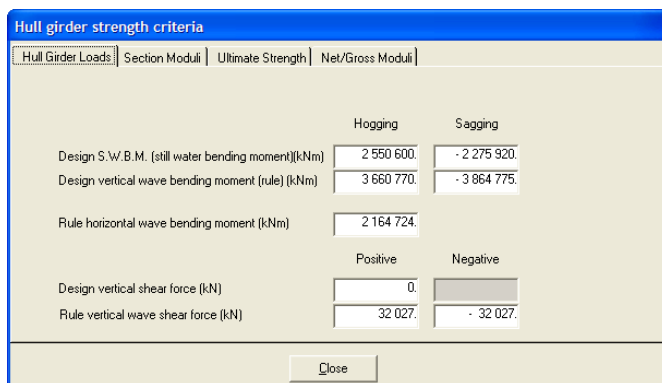 Hull girder strength criteria
Hull Girder Loads Section Moduli Ultimate Strength Net/Gross Moduli
Hogging Sagging
Design S.W.B.M. (still water bending moment)(kNm) 2 550 600. - 2 275 920.
Design vertical wave bending moment (rule) (kNm) 3 660 770. - 3 864 775.
Rule horizontal wave bending moment (kNm) 2 164 724.
Positive Negative
Design vertical shear force (kN) 0.
Rule vertical wave shear force (kN) 32 027. - 32 027.
Close